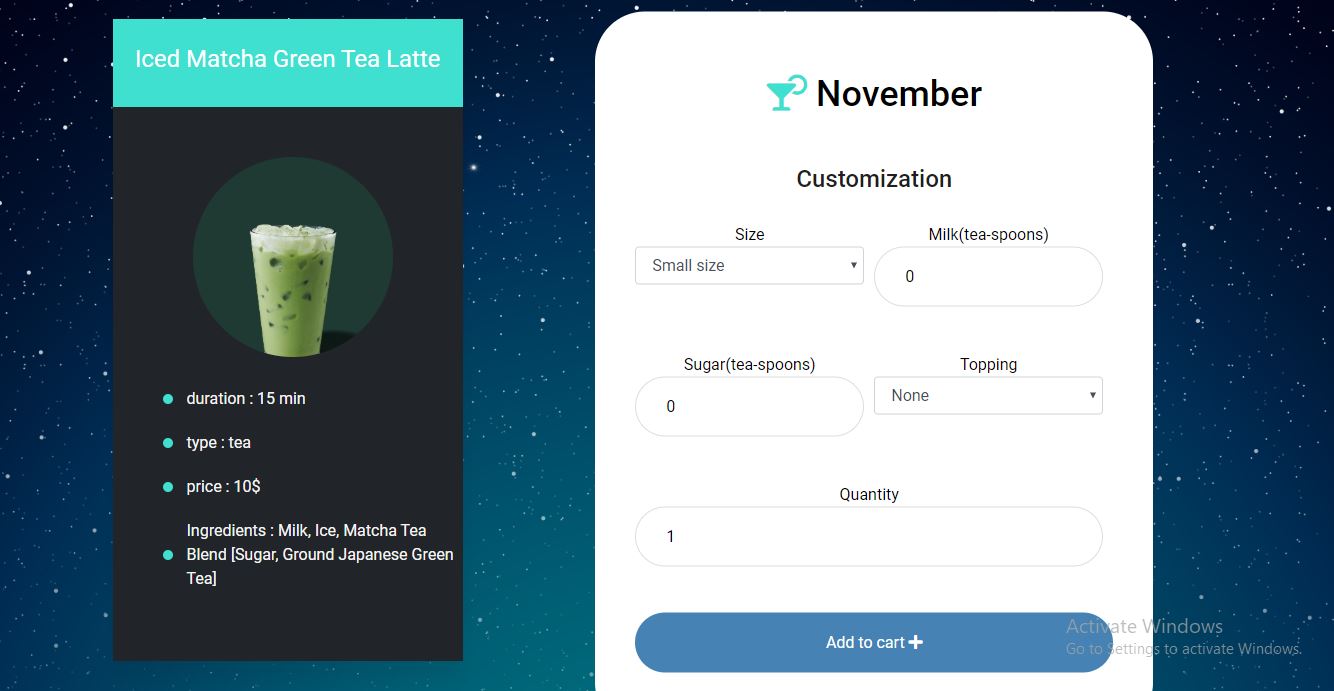 Iced Matcha Green Tea Latte
duration : 15 min
type : tea
price : 10$
Ingredients : Milk, Ice, Matcha Tea
Blend [Sugar, Ground Japanese Green
Tea]
November
Customization
Size
Small size
Milk(tea-spoons)
0
Sugar(tea-spoons)
0
Topping
None
Quantity
1
Add to cart
Activate Windows
Go to Settings to activate Windows.